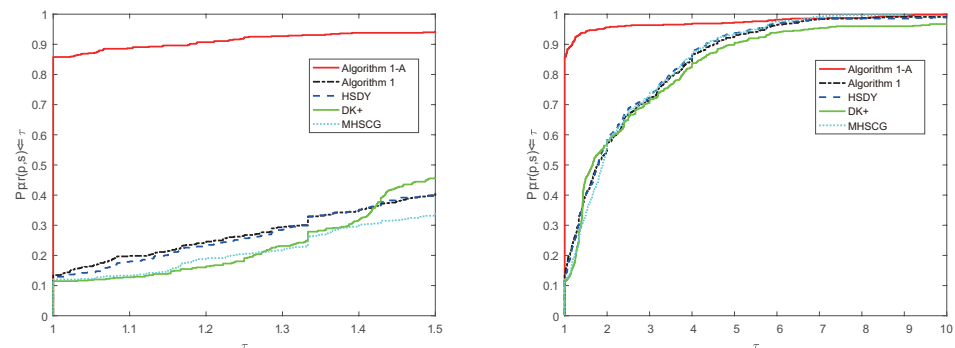 1
0.9
0.8
0.7
0.6
0.5
0.4
0.3
0.2
0.1
0
Ppr(p,s)<= τ
Algorithm 1-A
Algorithm 1
HSDY
DK+
MHSCG
1 1.1 1.2 1.3 1.4 1.5
τ
1
0.9
0.8
0.7
0.6
0.5
0.4
0.3
0.2
0.1
0
Ppr(p,s)<= τ
Algorithm 1-A
Algorithm 1
HSDY
DK+
MHSCG
1 2 3 4 5 6 7 8 9 10
τ